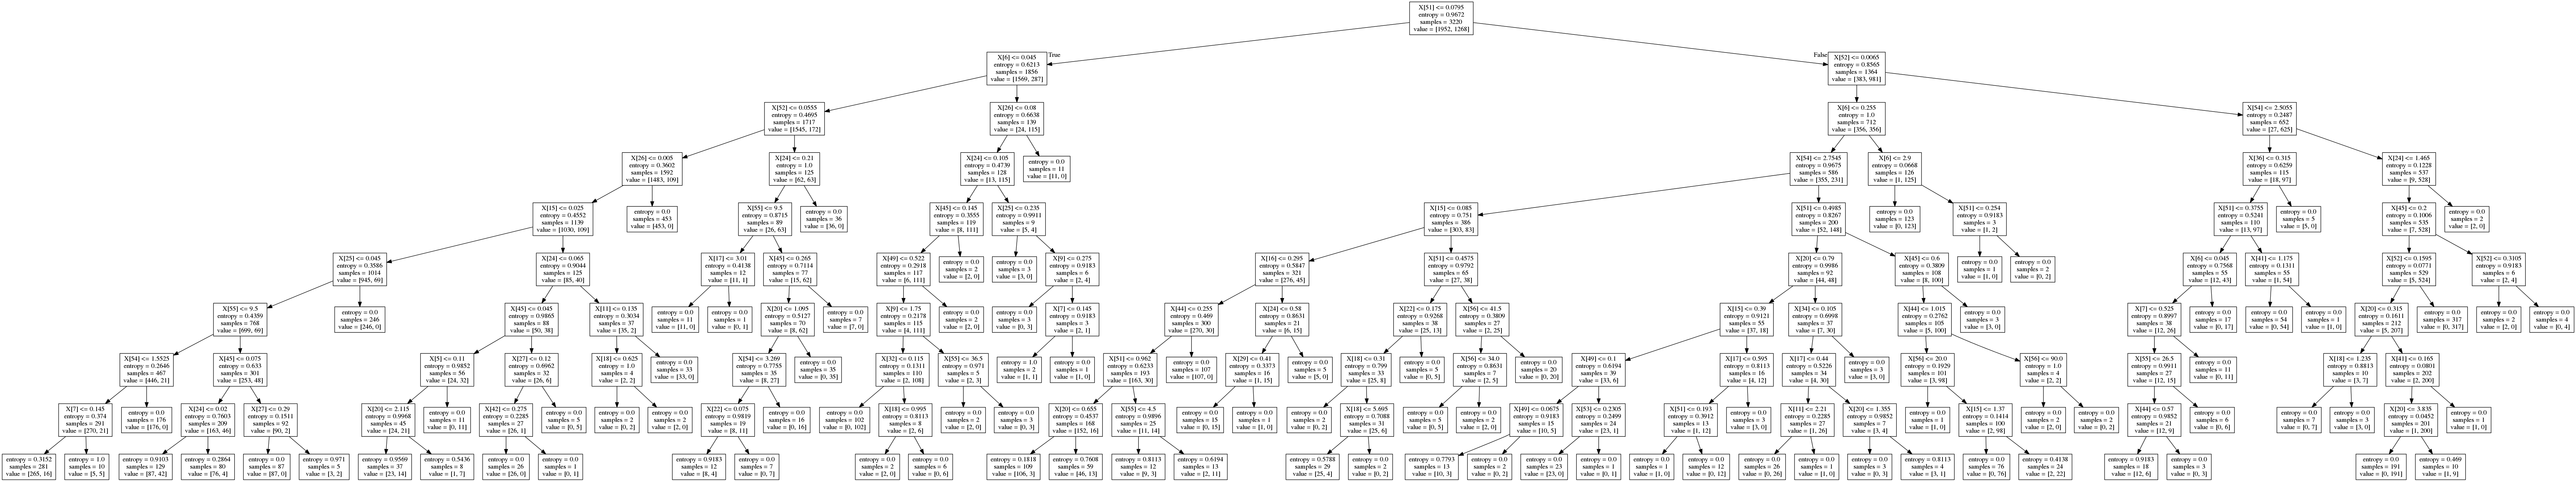 X[51] <= 0.0795
entropy = 0.9672
samples = 3220
value = [1952, 1268]
True
False
X[6] <= 0.045
entropy = 0.6213
samples = 1856
value = [1569, 287]
X[52] <= 0.0065
entropy = 0.8565
samples = 1364
value = [383, 981]
X[52] <= 0.0555
entropy = 0.4695
samples = 1717
value = [1545, 172]
X[26] <= 0.08
entropy = 0.6638
samples = 139
value = [24, 115]
X[6] <= 0.255
entropy = 1.0
samples = 712
value = [356, 356]
X[54] <= 2.5055
entropy = 0.2487
samples = 652
value = [27, 625]
X[26] <= 0.005
entropy = 0.3602
samples = 1592
value = [1483, 109]
X[24] <= 0.21
entropy = 1.0
samples = 125
value = [62, 63]
X[24] <= 0.105
entropy = 0.4739
samples = 128
value = [13, 115]
entropy = 0.0
samples = 11
value = [11, 0]
X[54] <= 2.7545
entropy = 0.9675
samples = 586
value = [355, 231]
X[6] <= 2.9
entropy = 0.0668
samples = 126
value = [1, 125]
X[36] <= 0.315
entropy = 0.6259
samples = 115
value = [18, 97]
X[24] <= 1.465
entropy = 0.1228
samples = 537
value = [9, 528]
X[15] <= 0.025
entropy = 0.4552
samples = 1139
value = [1030, 109]
entropy = 0.0
samples = 453
value = [453, 0]
X[55] <= 9.5
entropy = 0.8715
samples = 89
value = [26, 63]
entropy = 0.0
samples = 36
value = [36, 0]
X[45] <= 0.145
entropy = 0.3555
samples = 119
value = [8, 111]
X[25] <= 0.235
entropy = 0.9911
samples = 9
value = [5, 4]
X[15] <= 0.085
entropy = 0.751
samples = 386
value = [303, 83]
X[51] <= 0.4985
entropy = 0.8267
samples = 200
value = [52, 148]
entropy = 0.0
samples = 123
value = [0, 123]
X[51] <= 0.254
entropy = 0.9183
samples = 3
value = [1, 2]
X[51] <= 0.3755
entropy = 0.5241
samples = 110
value = [13, 97]
entropy = 0.0
samples = 5
value = [5, 0]
X[45] <= 0.2
entropy = 0.1006
samples = 535
value = [7, 528]
entropy = 0.0
samples = 2
value = [2, 0]
X[25] <= 0.045
entropy = 0.3586
samples = 1014
value = [945, 69]
X[24] <= 0.065
entropy = 0.9044
samples = 125
value = [85, 40]
X[17] <= 3.01
entropy = 0.4138
samples = 12
value = [11, 1]
X[45] <= 0.265
entropy = 0.7114
samples = 77
value = [15, 62]
X[49] <= 0.522
entropy = 0.2918
samples = 117
value = [6, 111]
entropy = 0.0
samples = 2
value = [2, 0]
entropy = 0.0
samples = 3
value = [3, 0]
X[9] <= 0.275
entropy = 0.9183
samples = 6
value = [2, 4]
X[16] <= 0.295
entropy = 0.5847
samples = 321
value = [276, 45]
X[51] <= 0.4575
entropy = 0.9792
samples = 65
value = [27, 38]
X[20] <= 0.79
entropy = 0.9986
samples = 92
value = [44, 48]
X[45] <= 0.6
entropy = 0.3809
samples = 108
value = [8, 100]
entropy = 0.0
samples = 1
value = [1, 0]
entropy = 0.0
samples = 2
value = [0, 2]
X[6] <= 0.045
entropy = 0.7568
samples = 55
value = [12, 43]
X[41] <= 1.175
entropy = 0.1311
samples = 55
value = [1, 54]
X[52] <= 0.1595
entropy = 0.0771
samples = 529
value = [5, 524]
X[52] <= 0.3105
entropy = 0.9183
samples = 6
value = [2, 4]
X[55] <= 9.5
entropy = 0.4359
samples = 768
value = [699, 69]
entropy = 0.0
samples = 246
value = [246, 0]
X[45] <= 0.045
entropy = 0.9865
samples = 88
value = [50, 38]
X[11] <= 0.135
entropy = 0.3034
samples = 37
value = [35, 2]
entropy = 0.0
samples = 11
value = [11, 0]
entropy = 0.0
samples = 1
value = [0, 1]
X[20] <= 1.095
entropy = 0.5127
samples = 70
value = [8, 62]
entropy = 0.0
samples = 7
value = [7, 0]
X[9] <= 1.75
entropy = 0.2178
samples = 115
value = [4, 111]
entropy = 0.0
samples = 2
value = [2, 0]
entropy = 0.0
samples = 3
value = [0, 3]
X[7] <= 0.145
entropy = 0.9183
samples = 3
value = [2, 1]
X[44] <= 0.255
entropy = 0.469
samples = 300
value = [270, 30]
X[24] <= 0.58
entropy = 0.8631
samples = 21
value = [6, 15]
X[22] <= 0.175
entropy = 0.9268
samples = 38
value = [25, 13]
X[56] <= 41.5
entropy = 0.3809
samples = 27
value = [2, 25]
X[15] <= 0.39
entropy = 0.9121
samples = 55
value = [37, 18]
X[34] <= 0.105
entropy = 0.6998
samples = 37
value = [7, 30]
X[44] <= 1.015
entropy = 0.2762
samples = 105
value = [5, 100]
entropy = 0.0
samples = 3
value = [3, 0]
X[7] <= 0.525
entropy = 0.8997
samples = 38
value = [12, 26]
entropy = 0.0
samples = 17
value = [0, 17]
entropy = 0.0
samples = 54
value = [0, 54]
entropy = 0.0
samples = 1
value = [1, 0]
X[20] <= 0.315
entropy = 0.1611
samples = 212
value = [5, 207]
entropy = 0.0
samples = 317
value = [0, 317]
entropy = 0.0
samples = 2
value = [2, 0]
entropy = 0.0
samples = 4
value = [0, 4]
X[54] <= 1.5525
entropy = 0.2646
samples = 467
value = [446, 21]
X[45] <= 0.075
entropy = 0.633
samples = 301
value = [253, 48]
X[5] <= 0.11
entropy = 0.9852
samples = 56
value = [24, 32]
X[27] <= 0.12
entropy = 0.6962
samples = 32
value = [26, 6]
X[18] <= 0.625
entropy = 1.0
samples = 4
value = [2, 2]
entropy = 0.0
samples = 33
value = [33, 0]
X[54] <= 3.269
entropy = 0.7755
samples = 35
value = [8, 27]
entropy = 0.0
samples = 35
value = [0, 35]
X[32] <= 0.115
entropy = 0.1311
samples = 110
value = [2, 108]
X[55] <= 36.5
entropy = 0.971
samples = 5
value = [2, 3]
entropy = 1.0
samples = 2
value = [1, 1]
entropy = 0.0
samples = 1
value = [1, 0]
X[51] <= 0.962
entropy = 0.6233
samples = 193
value = [163, 30]
entropy = 0.0
samples = 107
value = [107, 0]
X[29] <= 0.41
entropy = 0.3373
samples = 16
value = [1, 15]
entropy = 0.0
samples = 5
value = [5, 0]
X[18] <= 0.31
entropy = 0.799
samples = 33
value = [25, 8]
entropy = 0.0
samples = 5
value = [0, 5]
X[56] <= 34.0
entropy = 0.8631
samples = 7
value = [2, 5]
entropy = 0.0
samples = 20
value = [0, 20]
X[49] <= 0.1
entropy = 0.6194
samples = 39
value = [33, 6]
X[17] <= 0.595
entropy = 0.8113
samples = 16
value = [4, 12]
X[17] <= 0.44
entropy = 0.5226
samples = 34
value = [4, 30]
entropy = 0.0
samples = 3
value = [3, 0]
X[56] <= 20.0
entropy = 0.1929
samples = 101
value = [3, 98]
X[56] <= 90.0
entropy = 1.0
samples = 4
value = [2, 2]
X[55] <= 26.5
entropy = 0.9911
samples = 27
value = [12, 15]
entropy = 0.0
samples = 11
value = [0, 11]
X[18] <= 1.235
entropy = 0.8813
samples = 10
value = [3, 7]
X[41] <= 0.165
entropy = 0.0801
samples = 202
value = [2, 200]
X[7] <= 0.145
entropy = 0.374
samples = 291
value = [270, 21]
entropy = 0.0
samples = 176
value = [176, 0]
X[24] <= 0.02
entropy = 0.7603
samples = 209
value = [163, 46]
X[27] <= 0.29
entropy = 0.1511
samples = 92
value = [90, 2]
X[20] <= 2.115
entropy = 0.9968
samples = 45
value = [24, 21]
entropy = 0.0
samples = 11
value = [0, 11]
X[42] <= 0.275
entropy = 0.2285
samples = 27
value = [26, 1]
entropy = 0.0
samples = 5
value = [0, 5]
entropy = 0.0
samples = 2
value = [0, 2]
entropy = 0.0
samples = 2
value = [2, 0]
X[22] <= 0.075
entropy = 0.9819
samples = 19
value = [8, 11]
entropy = 0.0
samples = 16
value = [0, 16]
entropy = 0.0
samples = 102
value = [0, 102]
X[18] <= 0.995
entropy = 0.8113
samples = 8
value = [2, 6]
entropy = 0.0
samples = 2
value = [2, 0]
entropy = 0.0
samples = 3
value = [0, 3]
X[20] <= 0.655
entropy = 0.4537
samples = 168
value = [152, 16]
X[55] <= 4.5
entropy = 0.9896
samples = 25
value = [11, 14]
entropy = 0.0
samples = 15
value = [0, 15]
entropy = 0.0
samples = 1
value = [1, 0]
entropy = 0.0
samples = 2
value = [0, 2]
X[18] <= 5.695
entropy = 0.7088
samples = 31
value = [25, 6]
entropy = 0.0
samples = 5
value = [0, 5]
entropy = 0.0
samples = 2
value = [2, 0]
X[49] <= 0.0675
entropy = 0.9183
samples = 15
value = [10, 5]
X[53] <= 0.2305
entropy = 0.2499
samples = 24
value = [23, 1]
X[51] <= 0.193
entropy = 0.3912
samples = 13
value = [1, 12]
entropy = 0.0
samples = 3
value = [3, 0]
X[11] <= 2.21
entropy = 0.2285
samples = 27
value = [1, 26]
X[20] <= 1.355
entropy = 0.9852
samples = 7
value = [3, 4]
entropy = 0.0
samples = 1
value = [1, 0]
X[15] <= 1.37
entropy = 0.1414
samples = 100
value = [2, 98]
entropy = 0.0
samples = 2
value = [2, 0]
entropy = 0.0
samples = 2
value = [0, 2]
X[44] <= 0.57
entropy = 0.9852
samples = 21
value = [12, 9]
entropy = 0.0
samples = 6
value = [0, 6]
entropy = 0.0
samples = 7
value = [0, 7]
entropy = 0.0
samples = 3
value = [3, 0]
X[20] <= 3.835
entropy = 0.0452
samples = 201
value = [1, 200]
entropy = 0.0
samples = 1
value = [1, 0]
entropy = 0.3152
samples = 281
value = [265, 16]
entropy = 1.0
samples = 10
value = [5, 5]
entropy = 0.9103
samples = 129
value = [87, 42]
entropy = 0.2864
samples = 80
value = [76, 4]
entropy = 0.0
samples = 87
value = [87, 0]
entropy = 0.971
samples = 5
value = [3, 2]
entropy = 0.9569
samples = 37
value = [23, 14]
entropy = 0.5436
samples = 8
value = [1, 7]
entropy = 0.0
samples = 26
value = [26, 0]
entropy = 0.0
samples = 1
value = [0, 1]
entropy = 0.9183
samples = 12
value = [8, 4]
entropy = 0.0
samples = 7
value = [0, 7]
entropy = 0.0
samples = 2
value = [2, 0]
entropy = 0.0
samples = 6
value = [0, 6]
entropy = 0.1818
samples = 109
value = [106, 3]
entropy = 0.7608
samples = 59
value = [46, 13]
entropy = 0.8113
samples = 12
value = [9, 3]
entropy = 0.6194
samples = 13
value = [2, 11]
entropy = 0.5788
samples = 29
value = [25, 4]
entropy = 0.0
samples = 2
value = [0, 2]
entropy = 0.7793
samples = 13
value = [10, 3]
entropy = 0.0
samples = 2
value = [0, 2]
entropy = 0.0
samples = 23
value = [23, 0]
entropy = 0.0
samples = 1
value = [0, 1]
entropy = 0.0
samples = 1
value = [1, 0]
entropy = 0.0
samples = 12
value = [0, 12]
entropy = 0.0
samples = 26
value = [0, 26]
entropy = 0.0
samples = 1
value = [1, 0]
entropy = 0.0
samples = 3
value = [0, 3]
entropy = 0.8113
samples = 4
value = [3, 1]
entropy = 0.0
samples = 76
value = [0, 76]
entropy = 0.4138
samples = 24
value = [2, 22]
entropy = 0.9183
samples = 18
value = [12, 6]
entropy = 0.0
samples = 3
value = [0, 3]
entropy = 0.0
samples = 191
value = [0, 191]
entropy = 0.469
samples = 10
value = [1, 9]